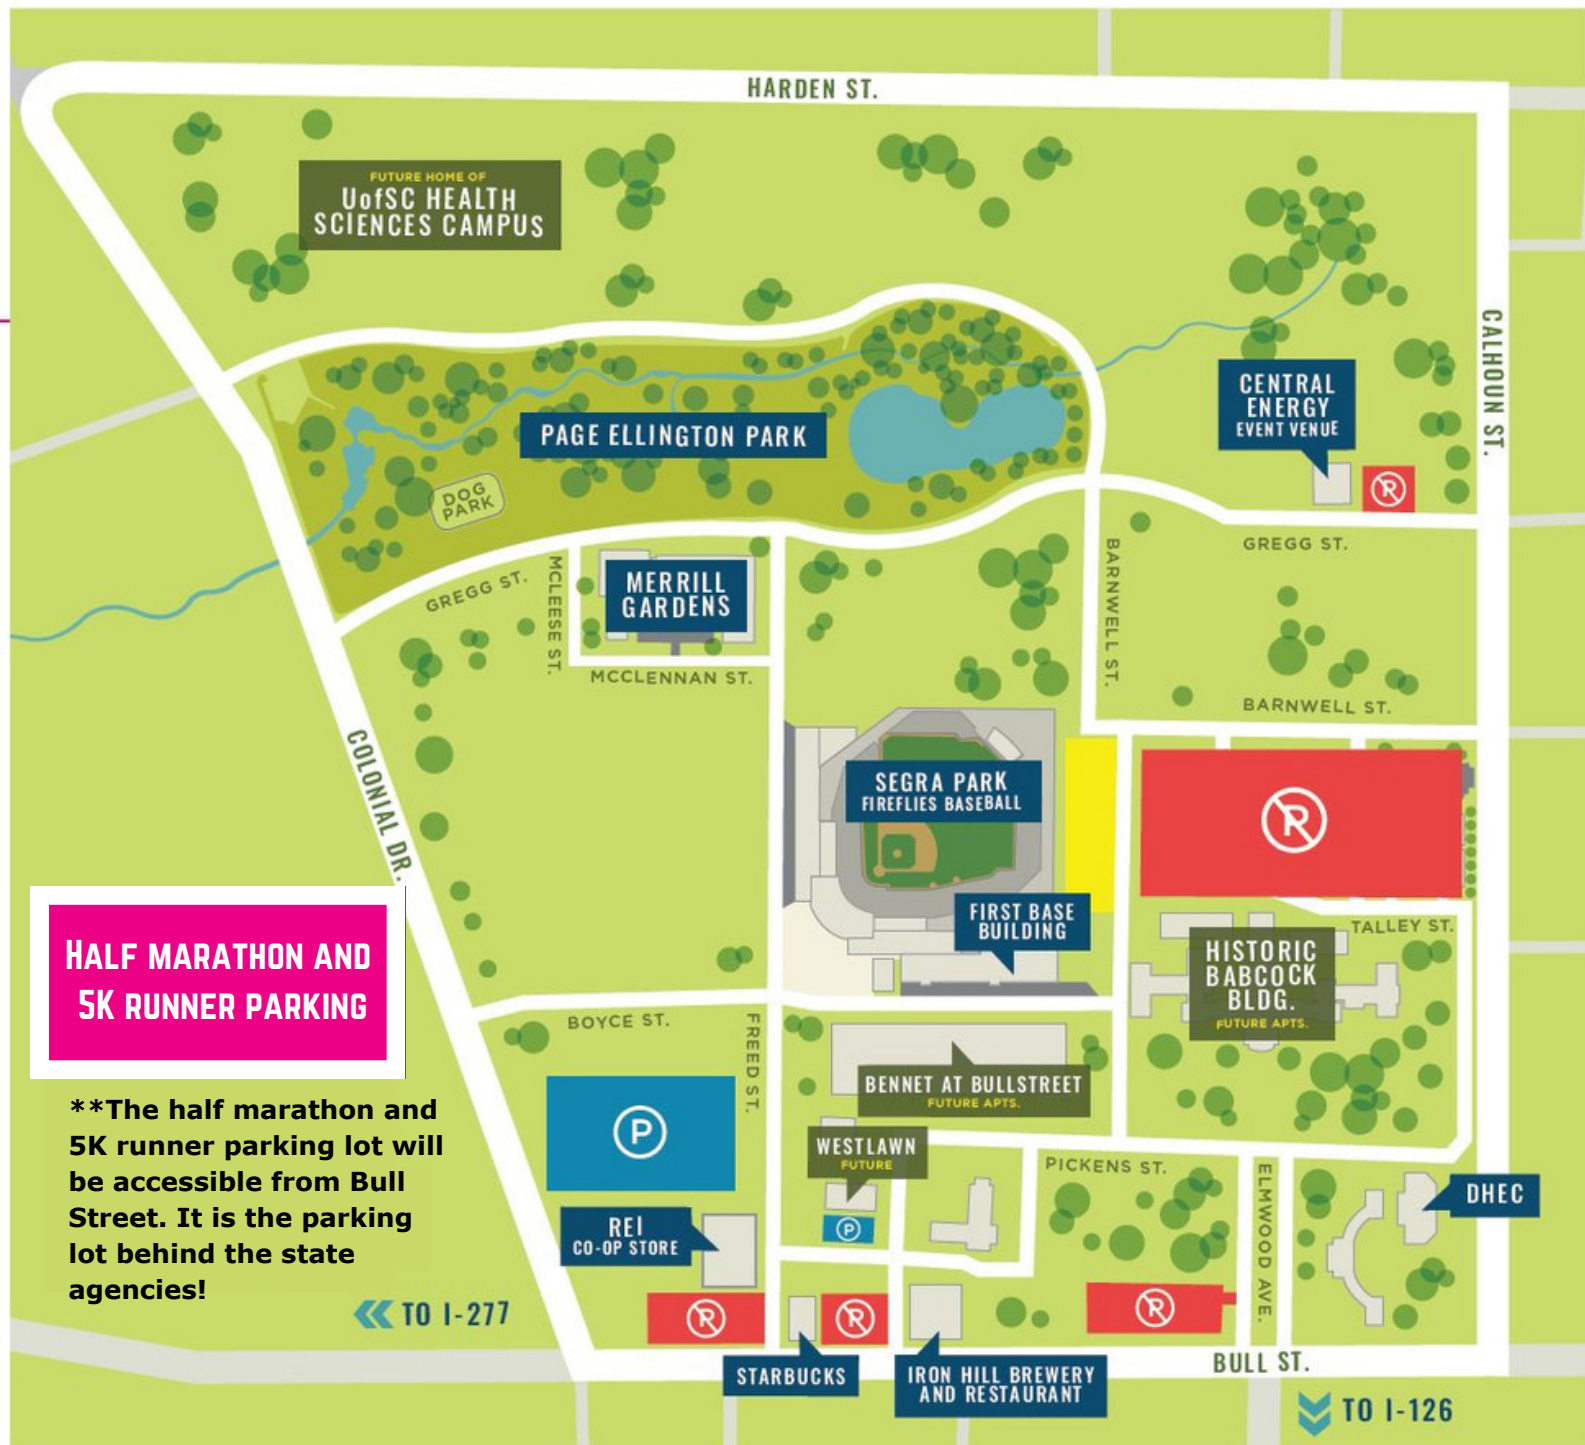 HARDEN ST.
FUTURE HOME OF
UofSC HEALTH
SCIENCES CAMPUS
CALHOUN ST.
CENTRAL
ENERGY
EVENT VENUE
PAGE ELLINGTON PARK
DOG
PARK
R
GREGG ST.
GREGG ST.
MCLEESE ST.
MERRILL
GARDENS
BARNWELL ST.
MCCLENNAN ST.
BARNWELL ST.
COLONIAL DR.
SEGRA PARK
FIREFLIES BASEBALL
R
FIRST BASE
BUILDING
TALLEY ST.
HALF MARATHON AND
5K RUNNER PARKING
HISTORIC
BABCOCK
BLDG.
FUTURE APTS.
BOYCE ST.
FREED ST.
BENNET AT BULLSTREET
FUTURE APTS.
**The half marathon and
5K runner parking lot will
be accessible from Bull
Street. It is the parking
lot behind the state
agencies!
P
WESTLAWN
FUTURE
PICKENS ST.
ELMWOOD AVE.
DHEC
P
REI
CO-OP STORE
TO I-277
R
R
R
STARBUCKS
IRON HILL BREWERY
AND RESTAURANT
BULL ST.
TO I-126